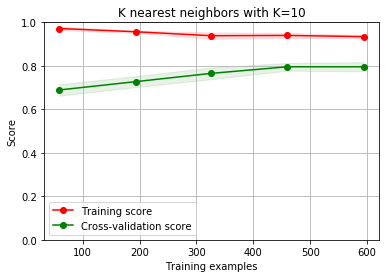 K nearest neighbors with K=10
Score
1.0
0.8
0.6
0.4
0.2
0.0
Training score
Cross-validation score
100
200
300
400
500
600
Training examples